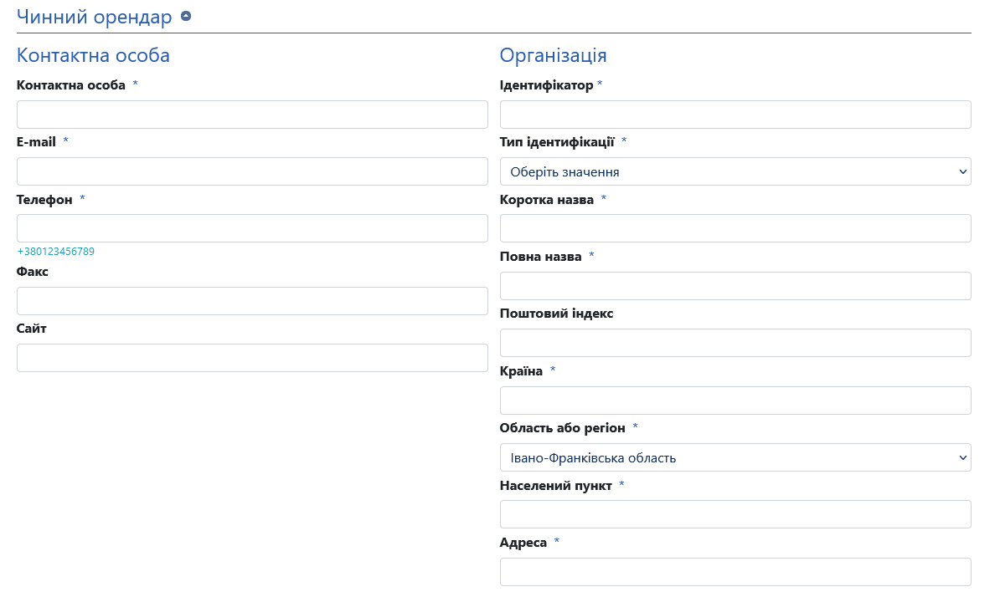 Чинний орендар
Контактна особа
Контактна особа *
E-mail *
Телефон *
+380123456789
Факс
Сайт
Організація
Ідентифікатор *
Тип ідентифікації *
Оберіть значення
Коротка назва *
Повна назва *
Поштовий індекс
Країна *
Область або регіон *
Івано-Франківська область
Населений пункт *
Адреса *